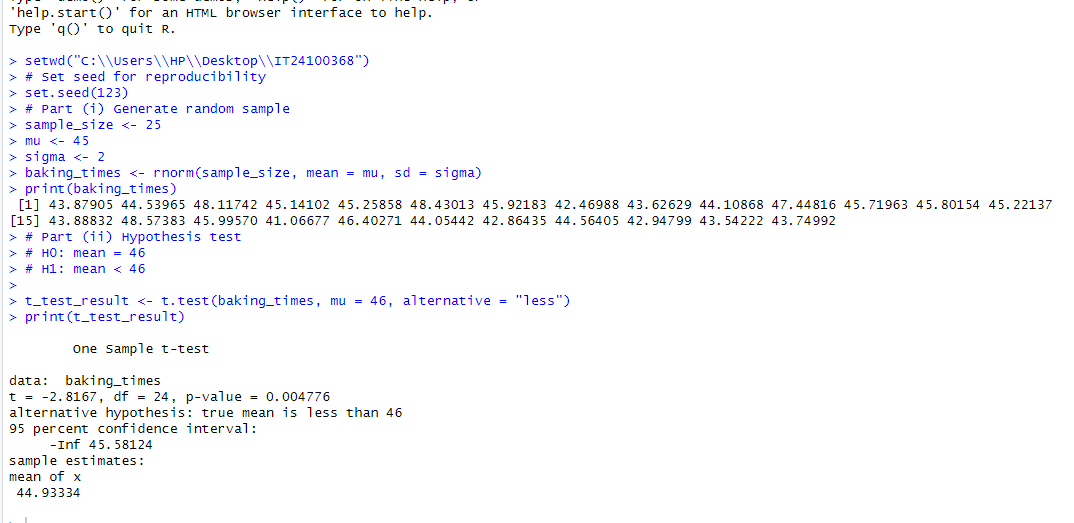 'help.start()' for an HTML browser interface to help.
Type 'q()' to quit R.
> setwd("C:\\Users\\HP\\Desktop\\IT24100368")
> # Set seed for reproducibility
> set.seed(123)
> # Part (i) Generate random sample
> sample_size <- 25
> mu <- 45
> sigma <- 2
> baking_times <- rnorm(sample_size, mean = mu, sd = sigma)
> print(baking_times)
[1] 43.87905 44.53965 48.11742 45.14102 45.25858 48.43013 45.92183 42.46988 43.62629 44.10868 47.44816 45.71963 45.80154 45.22137
[15] 43.88832 48.57383 45.99570 41.06677 46.40271 44.05442 42.86435 44.56405 42.94799 43.54222 43.74992
> # Part (ii) Hypothesis test
> # H0: mean = 46
> # H1: mean < 46
>
> t_test_result <- t.test(baking_times, mu = 46, alternative = "less")
> print(t_test_result)
One Sample t-test
data: baking_times
t = -2.8167, df = 24, p-value = 0.004776
alternative hypothesis: true mean is less than 46
95 percent confidence interval:
-Inf 45.58124
sample estimates:
mean of x
44.93334